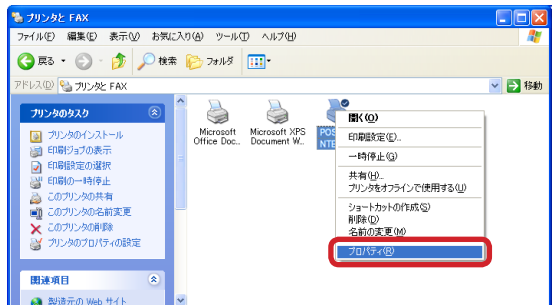 プリンタと FAX
ファイル(F) 編集(E) 表示(V) お気に入り(A) ツール(T) ヘルプ(H)
戻る 検索 フォルダ
アドレス(D) プリンタと FAX 移動
プリンタのタスク
プリンタのインストール
印刷ジョブの表示
印刷設定の選択
印刷の一時停止
このプリンタの共有
このプリンタの名前変更
このプリンタの削除
プリンタのプロパティの設定
関連項目
製造元の Web サイト
Microsoft
Office Doc...
Microsoft XPS
Document W...
POS
NTE
開く(O)
印刷設定(E)...
一時停止(G)
共有(H)...
プリンタをオフラインで使用する(U)
ショートカットの作成(S)
削除(D)
名前の変更(M)
プロパティ(R)